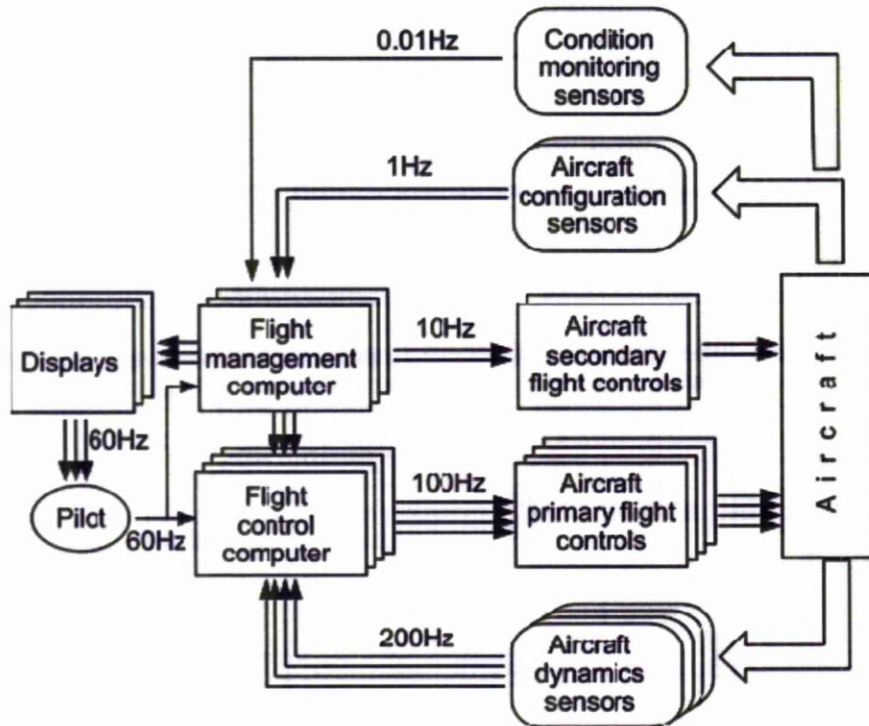 0.01Hz
Condition
monitoring
sensors
1Hz
Aircraft
configuration
sensors
Displays
Flight
management
computer
10Hz
Aircraft
secondary
flight controls
Aircraft
60Hz
Pilot
60Hz
Flight
control
computer
100Hz
Aircraft
primary flight
controls
200Hz
Aircraft
dynamics
sensors